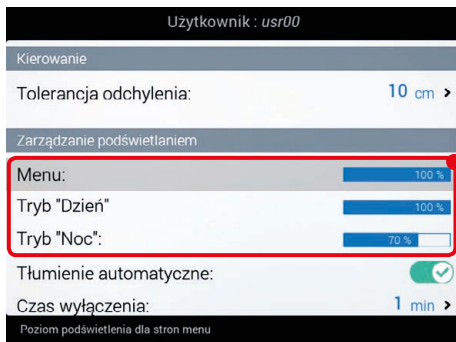 Użytkownik : usr00
Kierowanie
Tolerancja odchylenia: 10 cm >
Zarządzanie podświetlaniem
Menu: 100 %
Tryb "Dzień" 100 %
Tryb "Noc": 70 %
Tłumienie automatyczne:
Czas wyłączenia: 1 min >
Poziom podświetlenia dla stron menu